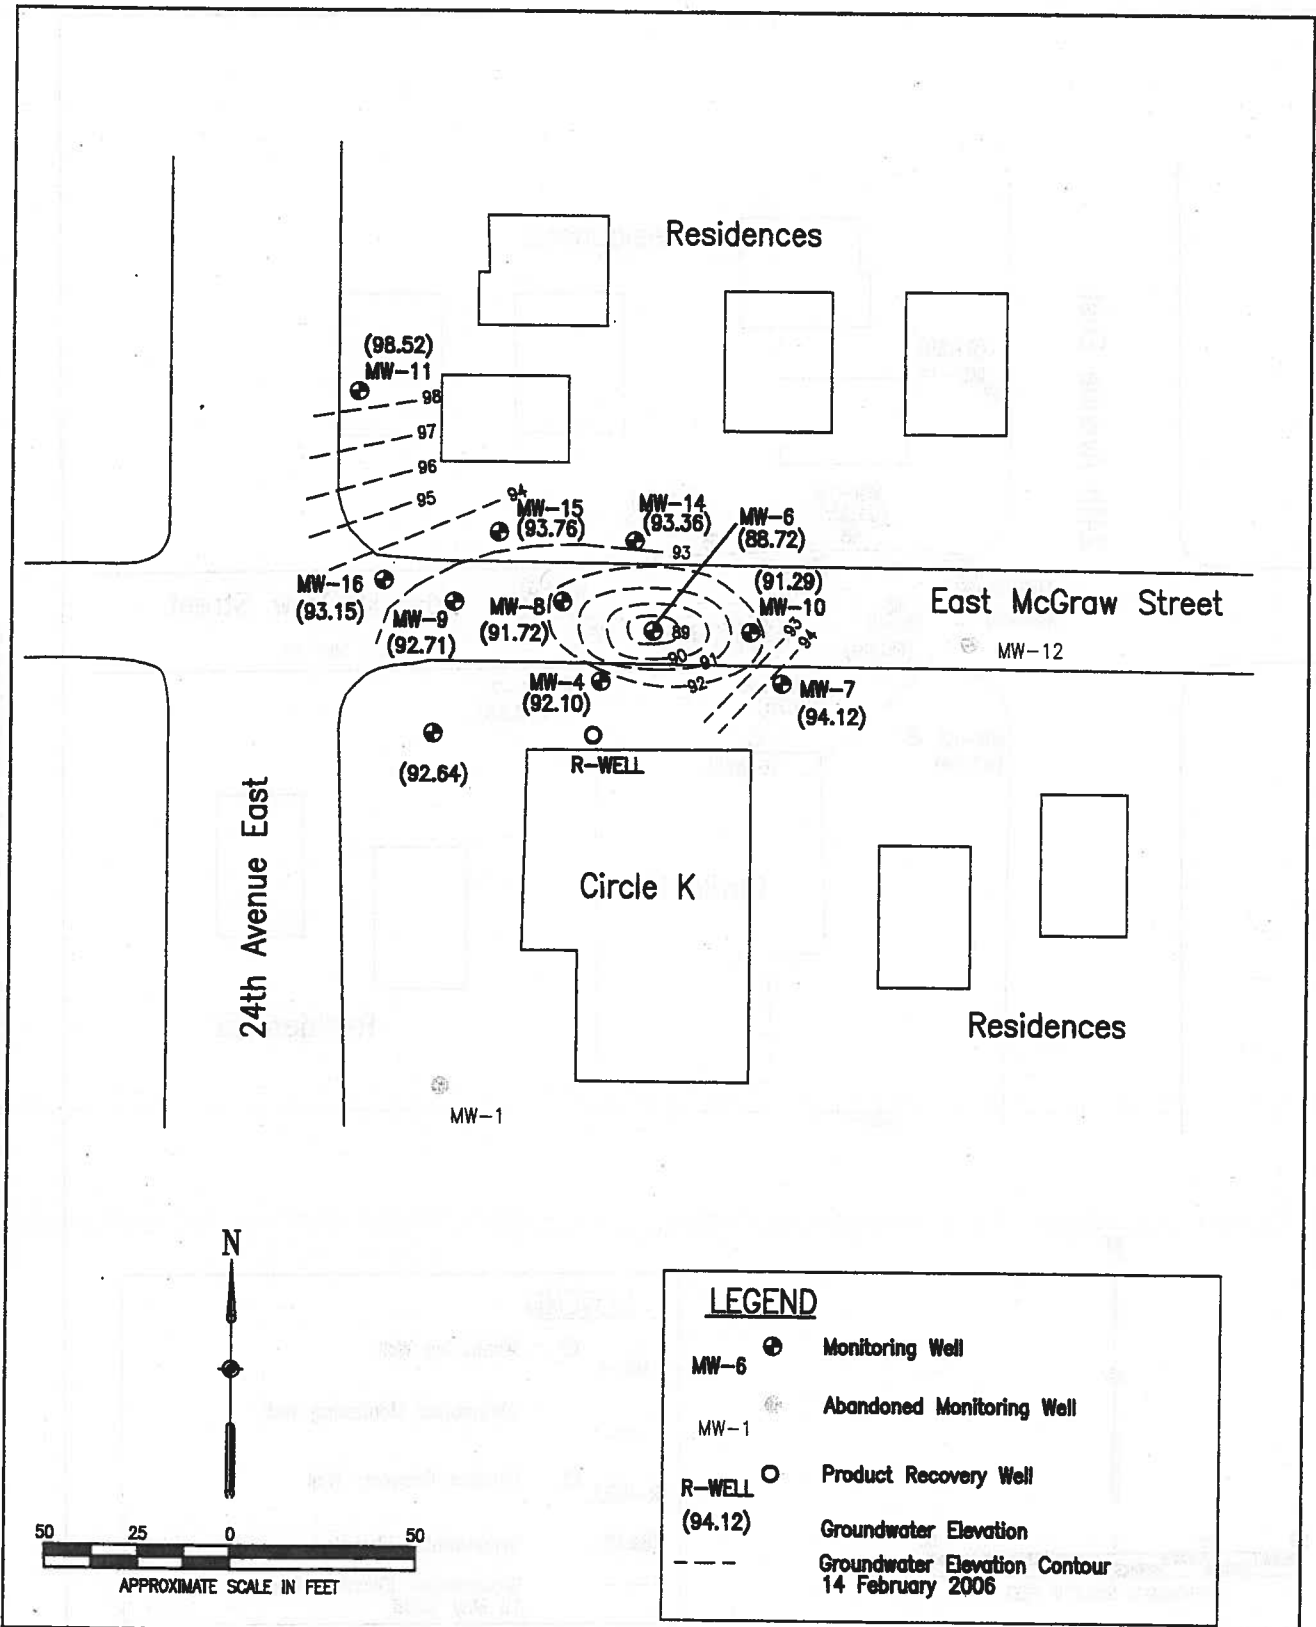 Residences
(98.52)
MW-11
98
97
96
95
94
MW-15
(93.76)
MW-14
(93.36)
MW-6
(88.72)
93
(91.29)
MW-10
MW-16
(93.15)
MW-9
(92.71)
MW-8
(91.72)
89
90
91
92
93
94
East McGraw Street
MW-12
MW-4
(92.10)
MW-7
(94.12)
(92.64)
R-WELL
24th Avenue East
Circle K
Residences
MW-1
N
50 25 0 50
APPROXIMATE SCALE IN FEET
LEGEND
MW-6 Monitoring Well
MW-1 Abandoned Monitoring Well
R-WELL Product Recovery Well
(94.12) Groundwater Elevation
Groundwater Elevation Contour
14 February 2006